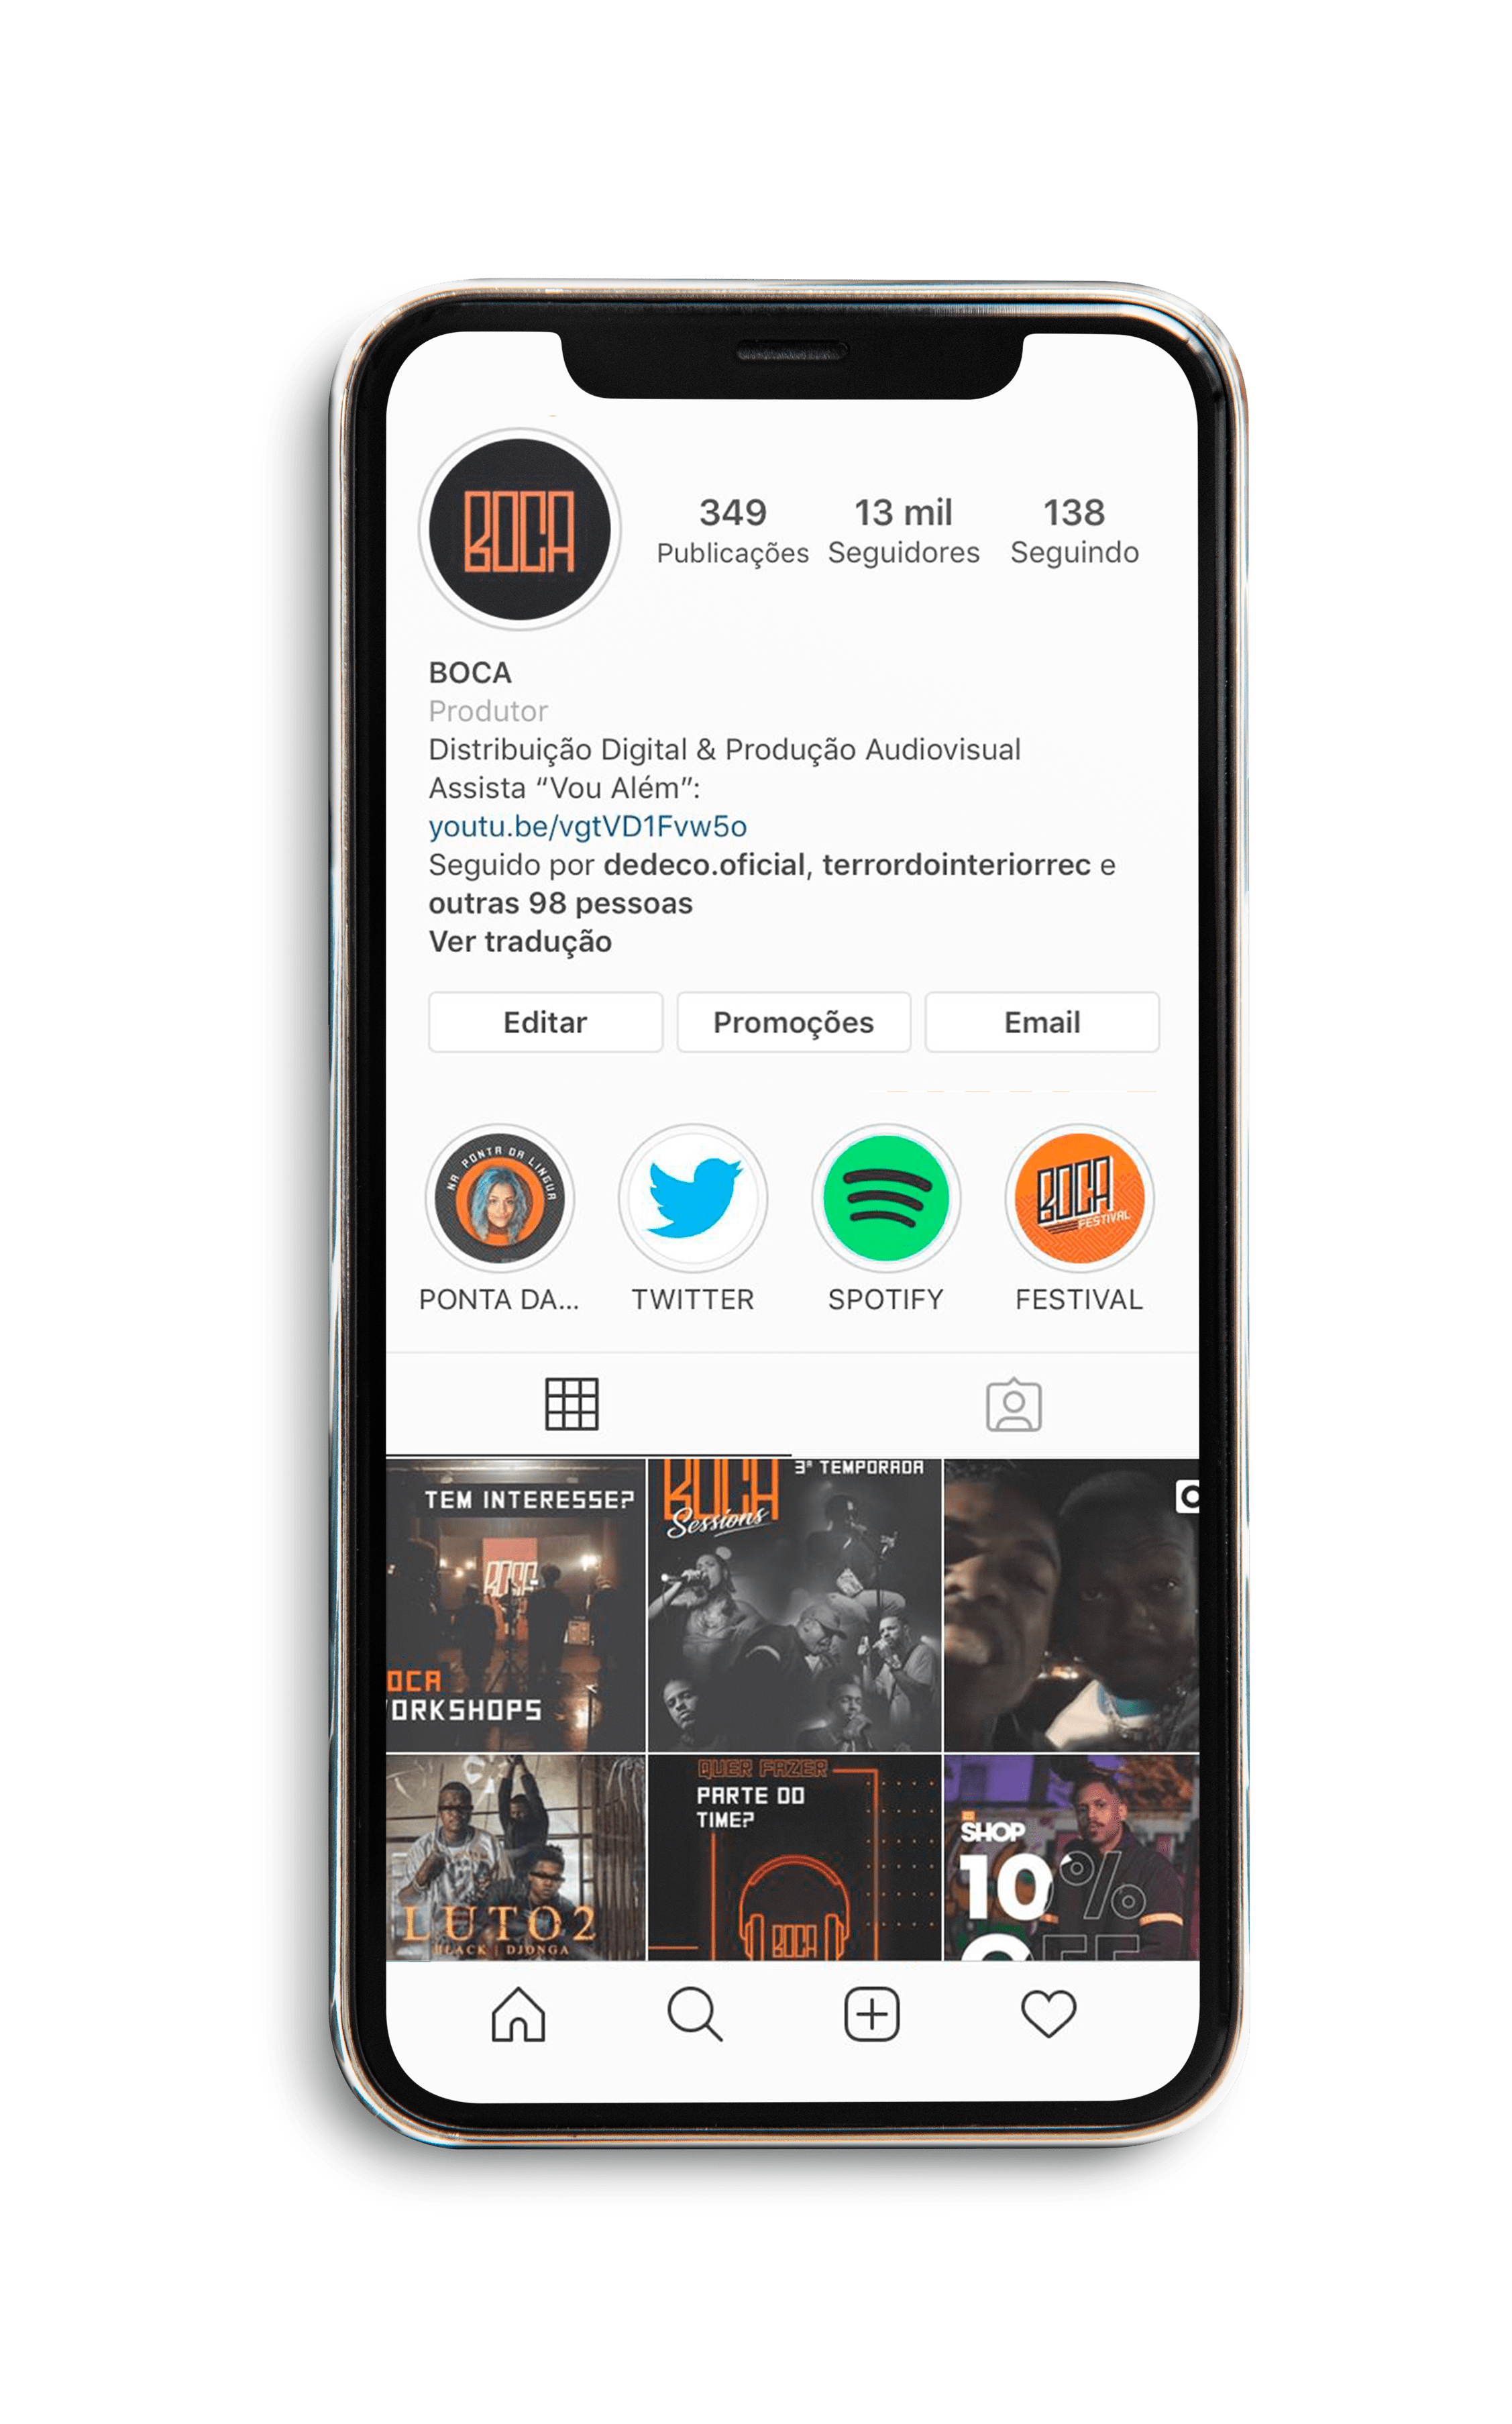 BOCA
349 13 mil 138
Publicações Seguidores Seguindo
BOCA
Produtor
Distribuição Digital & Produção Audiovisual
Assista “Vou Além”:
youtu.be/vgtVD1Fvw5o
Seguido por dedeco.oficial, terrordointeriorrec e
outras 98 pessoas
Ver tradução
Editar Promoções Email
NA PONTA DA LINGUA
BOCA
FESTIVAL
PONTA DA... TWITTER SPOTIFY FESTIVAL
TEM INTERESSE?
BOCA
OCA
ORKSHOPS
BOCA
Sessions
3ª TEMPORADA
LUTO2
BLACK | DJONGA
QUER FAZER
PARTE DO
TIME?
BOCA
SHOP
10%
OFF